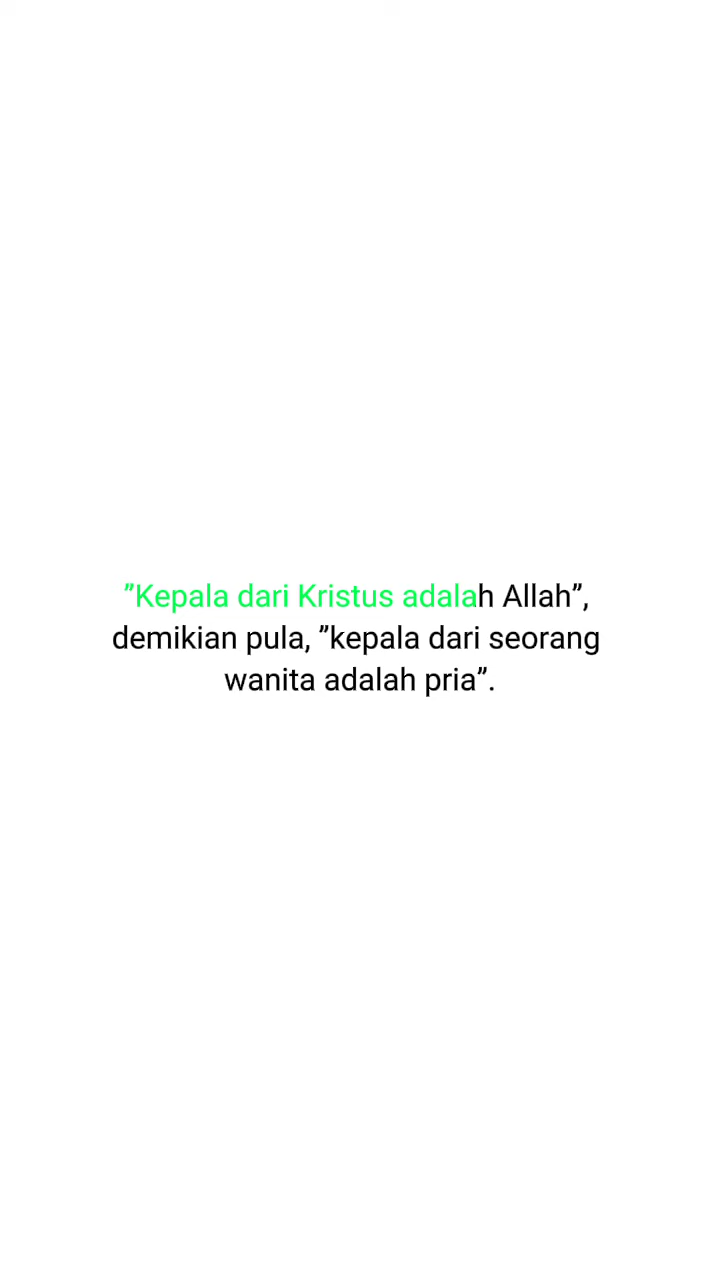 ”Kepala dari Kristus adalah Allah”,
demikian pula, ”kepala dari seorang
wanita adalah pria”.